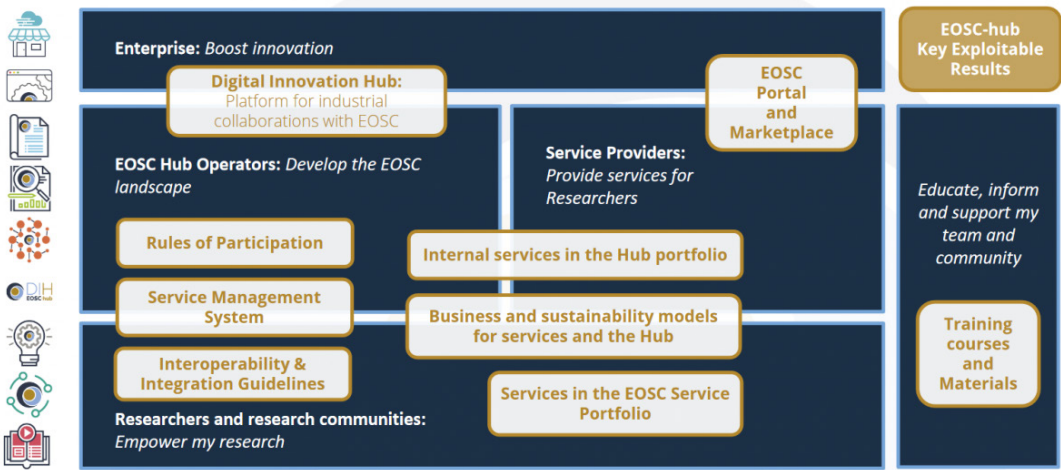 Enterprise: Boost innovation
EOSC-hub
Key Exploitable
Results
Digital Innovation Hub:
Platform for industrial
collaborations with EOSC
EOSC
Portal
and
Marketplace
EOSC Hub Operators: Develop the EOSC
landscape
Service Providers:
Provide services for
Researchers
Educate, inform
and support my
team and
community
Rules of Participation
Internal services in the Hub portfolio
DIH
EOSC hub
Service Management
System
Business and sustainability models
for services and the Hub
Training
courses
and
Materials
Interoperability &
Integration Guidelines
Services in the EOSC Service
Portfolio
Researchers and research communities:
Empower my research